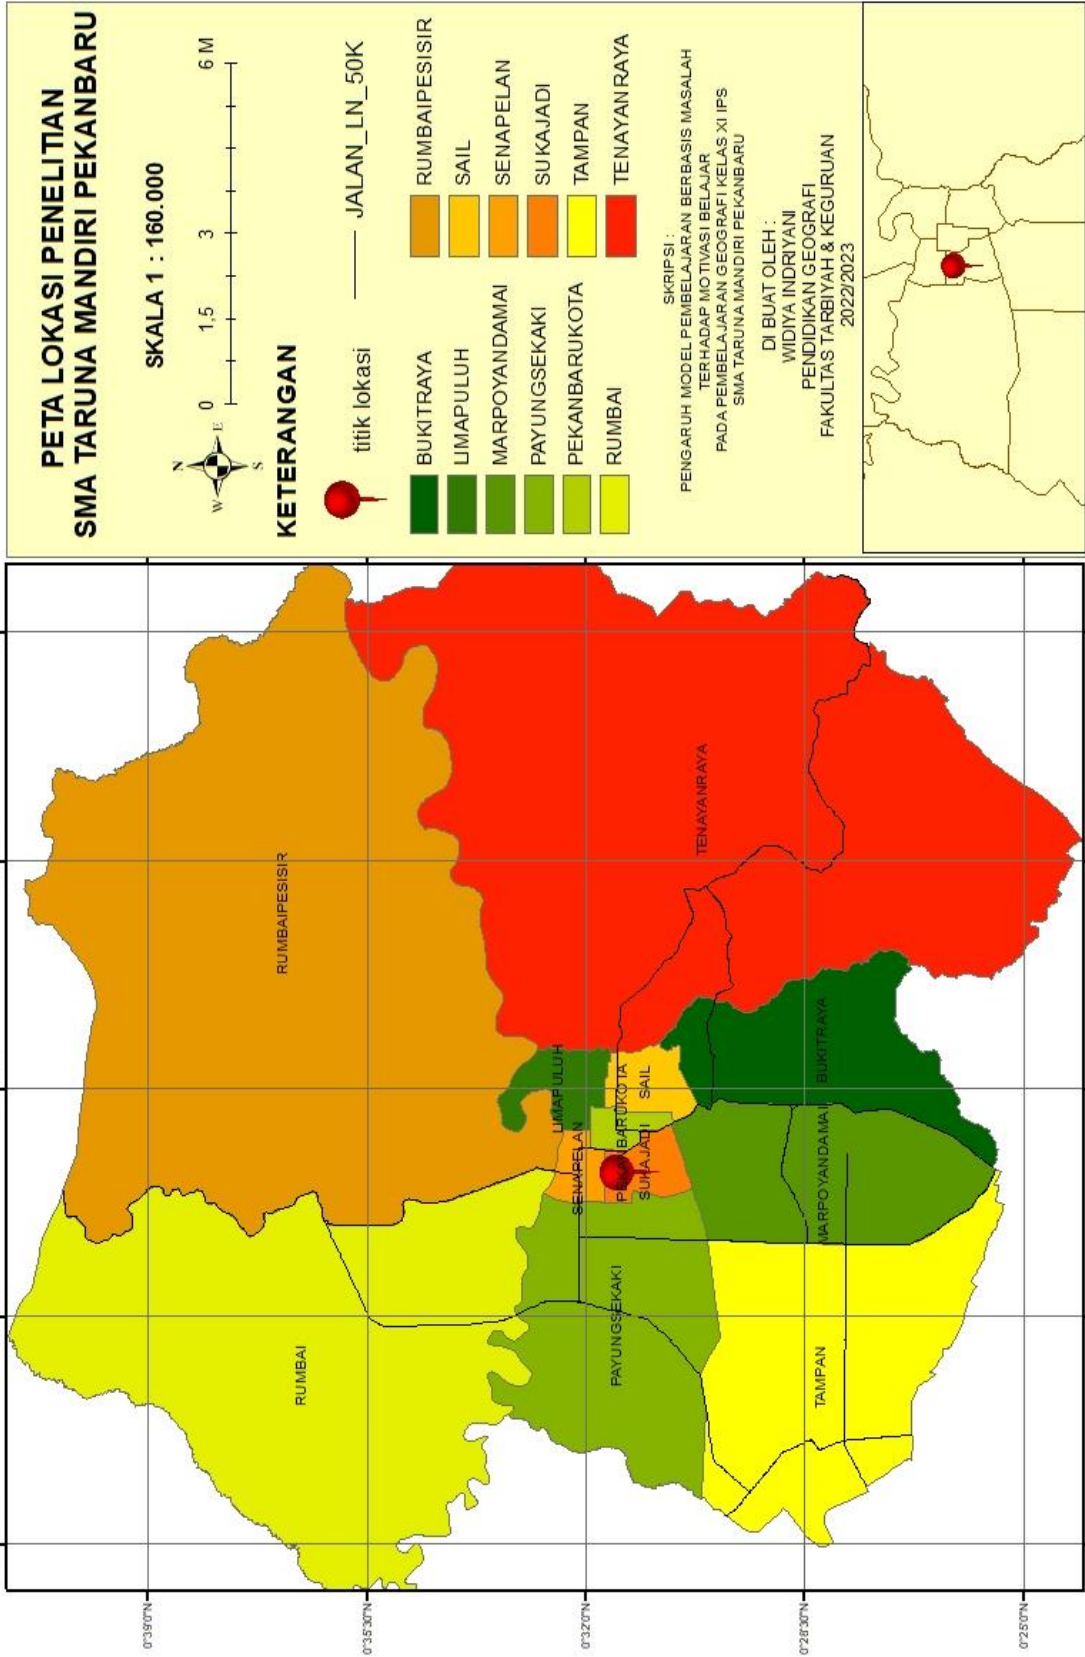 PETA LOKASI PENELITIAN
SMA TARUNA MANDIRI PEKANBARU
SKALA 1 : 160.000
0 1,5 3 6 M
N
W E
S
KETERANGAN
titik lokasi
JALAN_LN_50K
BUKITRAYA
LIMAPULUH
MARPOYANDAMAI
PAYUNGSEKAKI
PEKANBARUKOTA
RUMBAI
RUMBAIPESISIR
SAIL
SENAPELAN
SUKAJADI
TAMPAN
TENAYANRAYA
SKRIPSI :
PENGARUH MODEL PEMBELAJARAN BERBASIS MASALAH
TERHADAP MOTIVASI BELAJAR
PADA PEMBELAJARAN GEOGRAFI KELAS XI IPS
SMA TARUNA MANDIRI PEKANBARU
DI BUAT OLEH :
WIDIYA INDRIYANI
PENDIDIKAN GEOGRAFI
FAKULTAS TARBIYAH & KEGURUAN
2022/2023
RUMBAI
RUMBAIPESISIR
LIMAPULUH
SENAPELAN
PEKANBARUKOTA
SUKAJADI
SAIL
PAYUNGSEKAKI
TENAYANRAYA
TAMPAN
MARPOYANDAMAI
BUKITRAYA
0°39'0"N
0°35'30"N
0°32'0"N
0°28'30"N
0°25'0"N